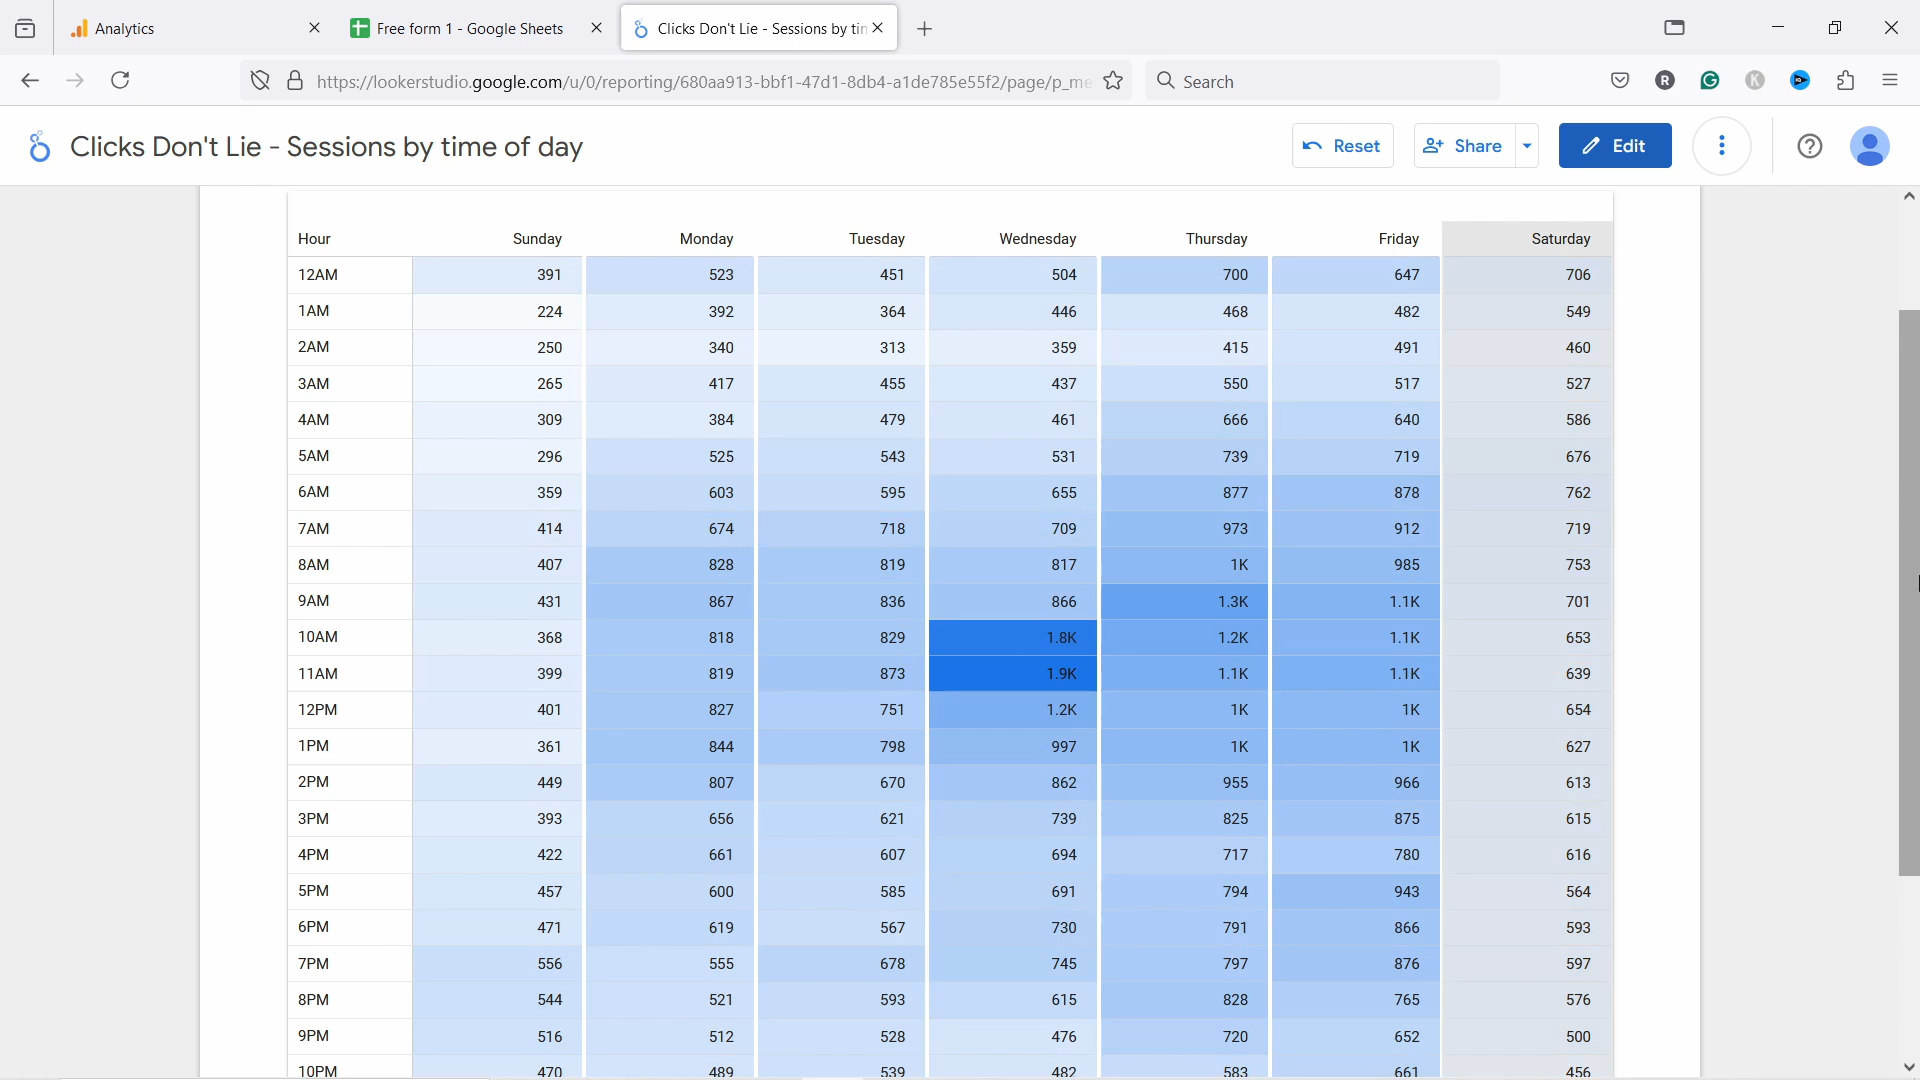 Analytics
Free form 1 - Google Sheets
Clicks Don't Lie - Sessions by tin
https://lookerstudio.google.com/u/0/reporting/680aa913-bbf1-47d1-8db4-a1de785e55f2/page/p_me
Search
R
K
Clicks Don't Lie - Sessions by time of day
Reset
Share
Edit
Hour Sunday Monday Tuesday Wednesday Thursday Friday Saturday
12AM 391 523 451 504 700 647 706
1AM 224 392 364 446 468 482 549
2AM 250 340 313 359 415 491 460
3AM 265 417 455 437 550 517 527
4AM 309 384 479 461 666 640 586
5AM 296 525 543 531 739 719 676
6AM 359 603 595 655 877 878 762
7AM 414 674 718 709 973 912 719
8AM 407 828 819 817 1K 985 753
9AM 431 867 836 866 1.3K 1.1K 701
10AM 368 818 829 1.8K 1.2K 1.1K 653
11AM 399 819 873 1.9K 1.1K 1.1K 639
12PM 401 827 751 1.2K 1K 1K 654
1PM 361 844 798 997 1K 1K 627
2PM 449 807 670 862 955 966 613
3PM 393 656 621 739 825 875 615
4PM 422 661 607 694 717 780 616
5PM 457 600 585 691 794 943 564
6PM 471 619 567 730 791 866 593
7PM 556 555 678 745 797 876 597
8PM 544 521 593 615 828 765 576
9PM 516 512 528 476 720 652 500
10PM 470 489 539 482 583 661 456